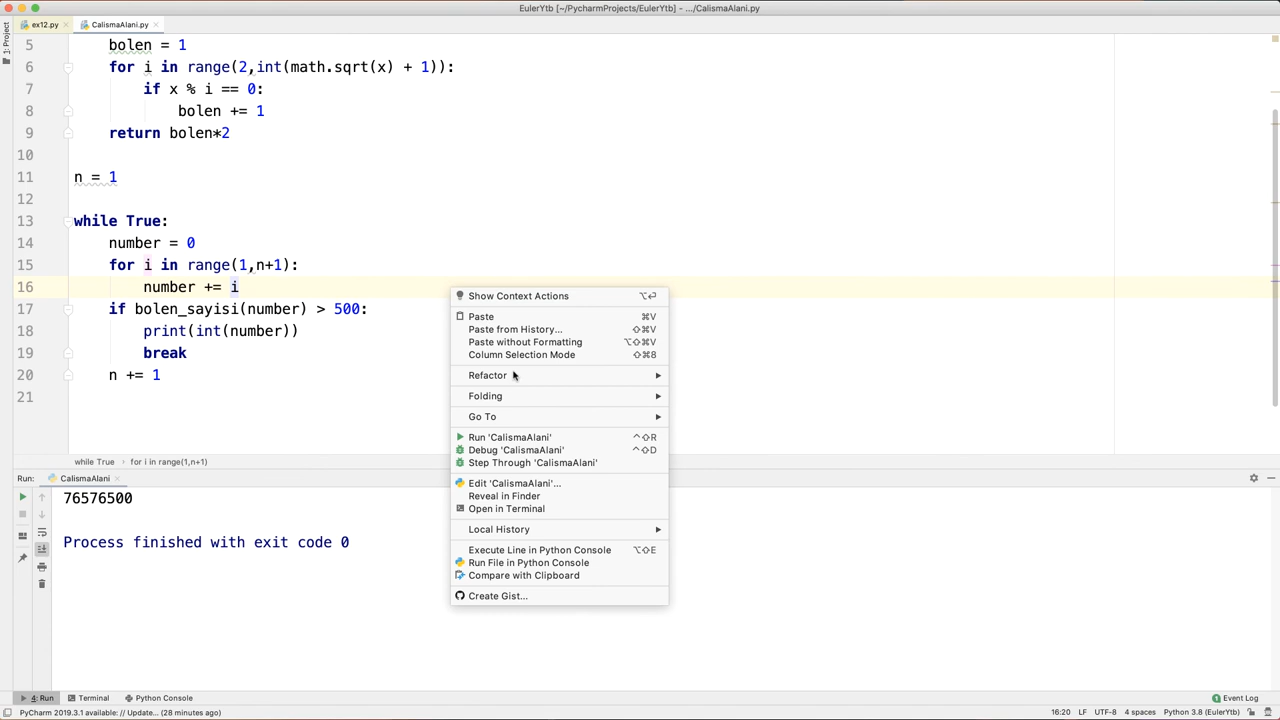 EulerYtb [~/PycharmProjects/EulerYtb] - .../CalismaAlani.py
ex12.py
CalismaAlani.py
1: Project
5 bolen = 1
6 for i in range(2,int(math.sqrt(x) + 1)):
7 if x % i == 0:
8 bolen += 1
9 return bolen*2
10
11 n = 1
12
13 while True:
14 number = 0
15 for i in range(1,n+1):
16 number += i
17 if bolen_sayisi(number) > 500:
18 print(int(number))
19 break
20 n += 1
21
Show Context Actions ⌥⏎
Paste ⌘V
Paste from History... ⇧⌘V
Paste without Formatting ⌥⇧⌘V
Column Selection Mode ⇧⌘8
Refactor
Folding
Go To
Run 'CalismaAlani' ^⇧R
Debug 'CalismaAlani' ^⇧D
Step Through 'CalismaAlani'
Edit 'CalismaAlani'...
Reveal in Finder
Open in Terminal
Local History
Execute Line in Python Console ⌥⇧E
Run File in Python Console
Compare with Clipboard
Create Gist...
while True › for i in range(1,n+1)
Run: CalismaAlani
76576500
Process finished with exit code 0
4: Run Terminal Python Console Event Log
PyCharm 2019.3.1 available: // Update... (28 minutes ago) 16:20 LF UTF-8 4 spaces Python 3.8 (EulerYtb)